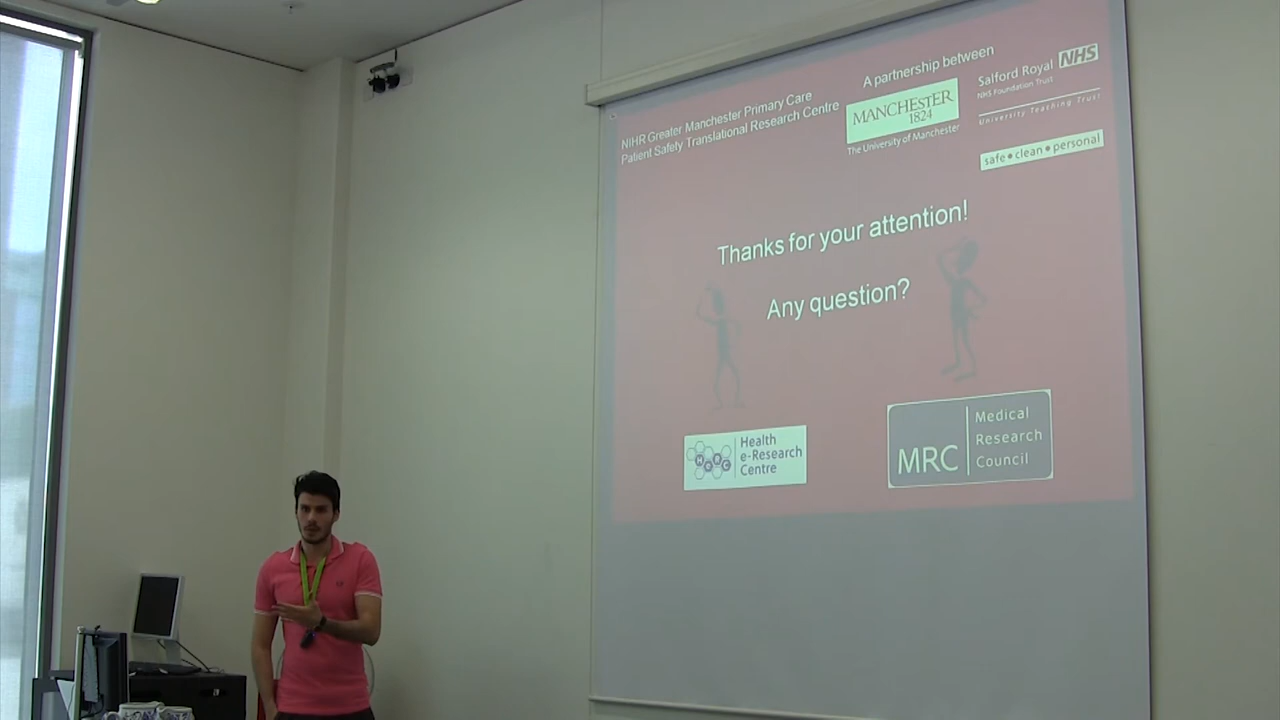 NIHR Greater Manchester Primary Care
Patient Safety Translational Research Centre
A partnership between
MANCHESTER
1824
The University of Manchester
Salford Royal NHS
NHS Foundation Trust
University Teaching Trust
safe • clean • personal
Thanks for your attention!
Any question?
HeRC
Health
e-Research
Centre
MRC
Medical
Research
Council